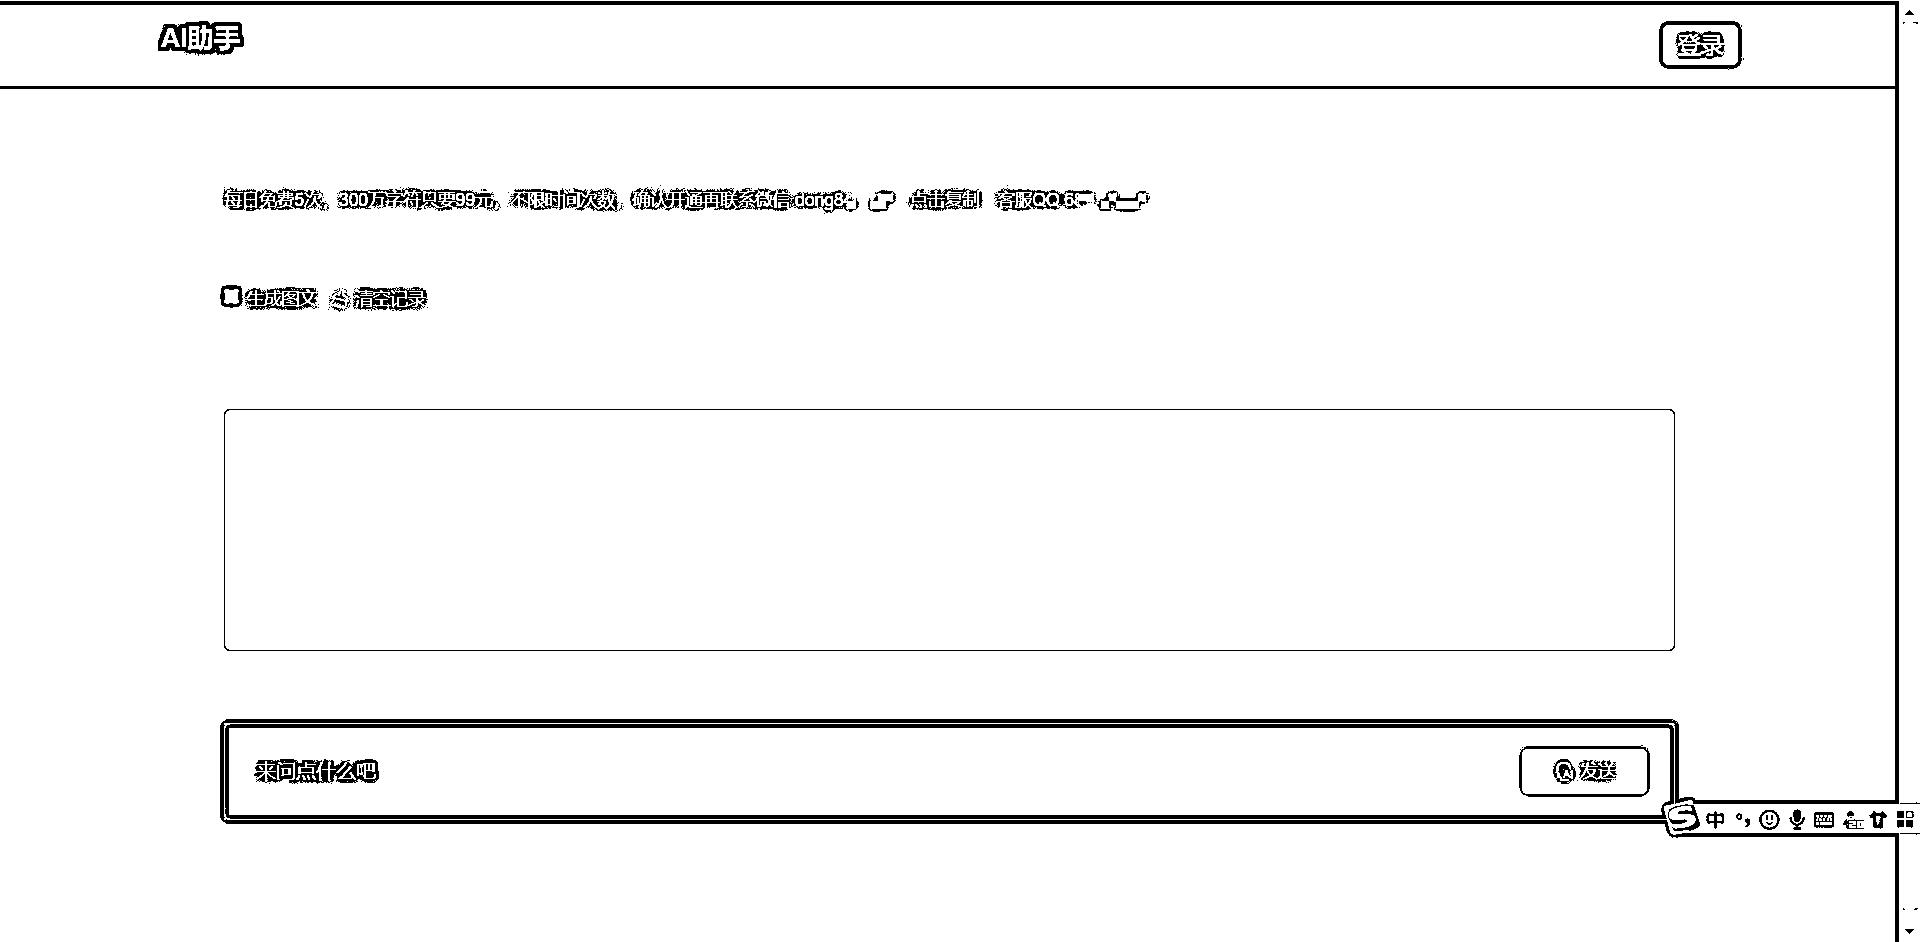 AI助手
登录
每日免费5次，300万字符只要99元，不限时间次数，确认开通再联系微信dong8 点击复制 客服QQ 6
生成图文 清空记录
来问点什么吧
发送
中